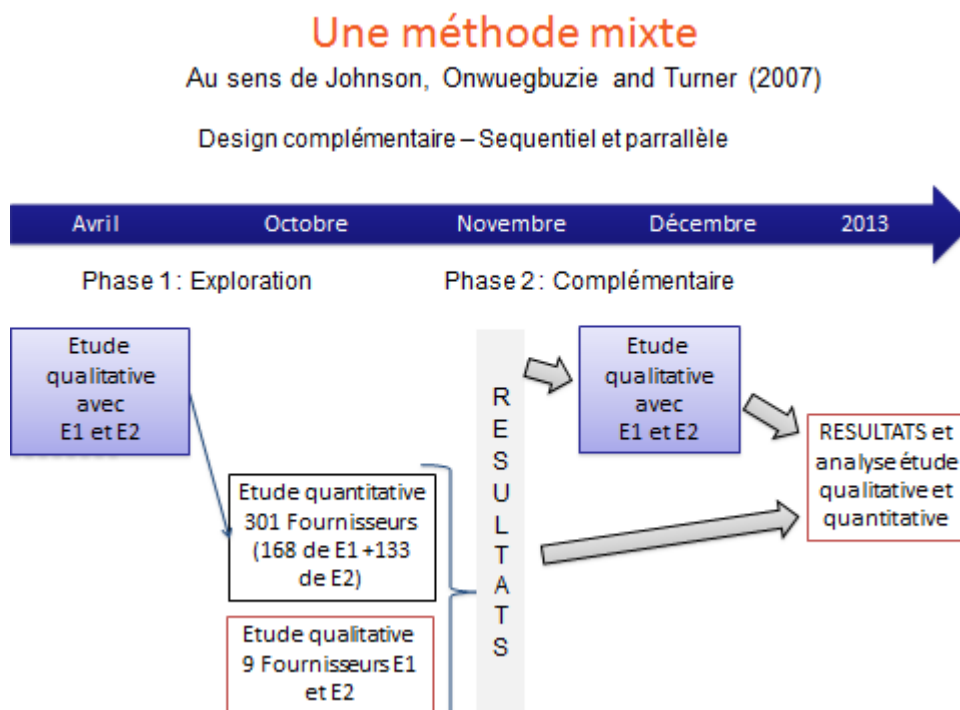 Une méthode mixte
Au sens de Johnson, Onwuegbuzie and Turner (2007)
Design complémentaire – Sequentiel et parrallèle
Avril Octobre Novembre Décembre 2013
Phase 1 : Exploration Phase 2 : Complémentaire
Etude
qualitative
avec
E1 et E2
Etude quantitative
301 Fournisseurs
(168 de E1 +133
de E2)
Etude qualitative
9 Fournisseurs E1
et E2
R
E
S
U
L
T
A
T
S
Etude
qualitative
avec
E1 et E2
RESULTATS et
analyse étude
qualitative et
quantitative